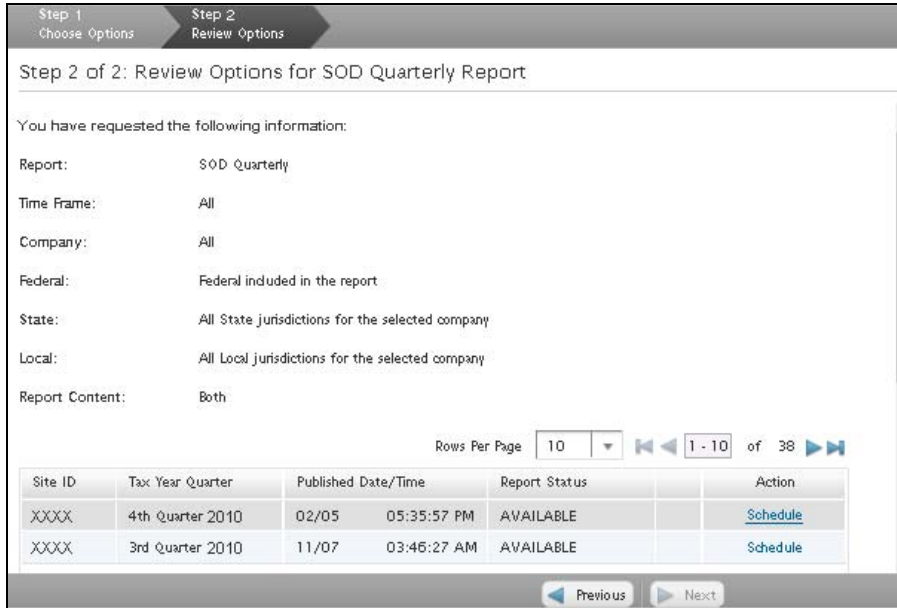 Step 1
Choose Options
Step 2
Review Options
Step 2 of 2: Review Options for SOD Quarterly Report
You have requested the following information:
Report: SOD Quarterly
Time Frame: All
Company: All
Federal: Federal included in the report
State: All State jurisdictions for the selected company
Local: All Local jurisdictions for the selected company
Report Content: Both
Rows Per Page 10 1 - 10 of 38
Site ID Tax Year Quarter Published Date/Time Report Status Action
XXXX 4th Quarter 2010 02/05 05:35:57 PM AVAILABLE Schedule
XXXX 3rd Quarter 2010 11/07 03:46:27 AM AVAILABLE Schedule
Previous Next